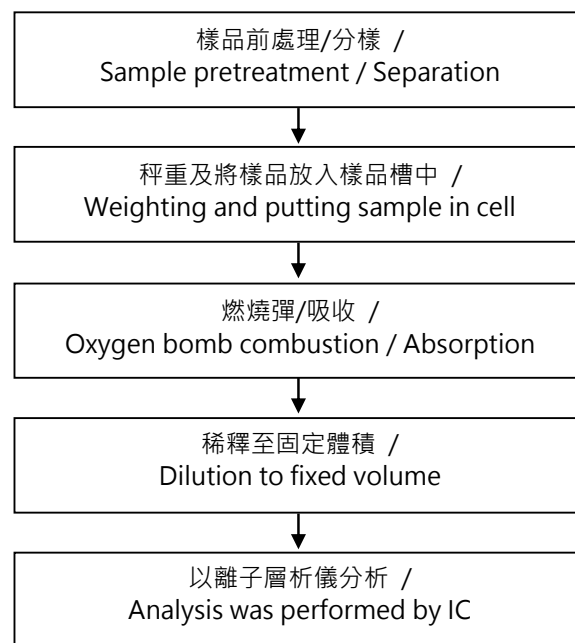 樣品前處理/分樣 /
Sample pretreatment / Separation
秤重及將樣品放入樣品槽中 /
Weighting and putting sample in cell
燃燒彈/吸收 /
Oxygen bomb combustion / Absorption
稀釋至固定體積 /
Dilution to fixed volume
以離子層析儀分析 /
Analysis was performed by IC